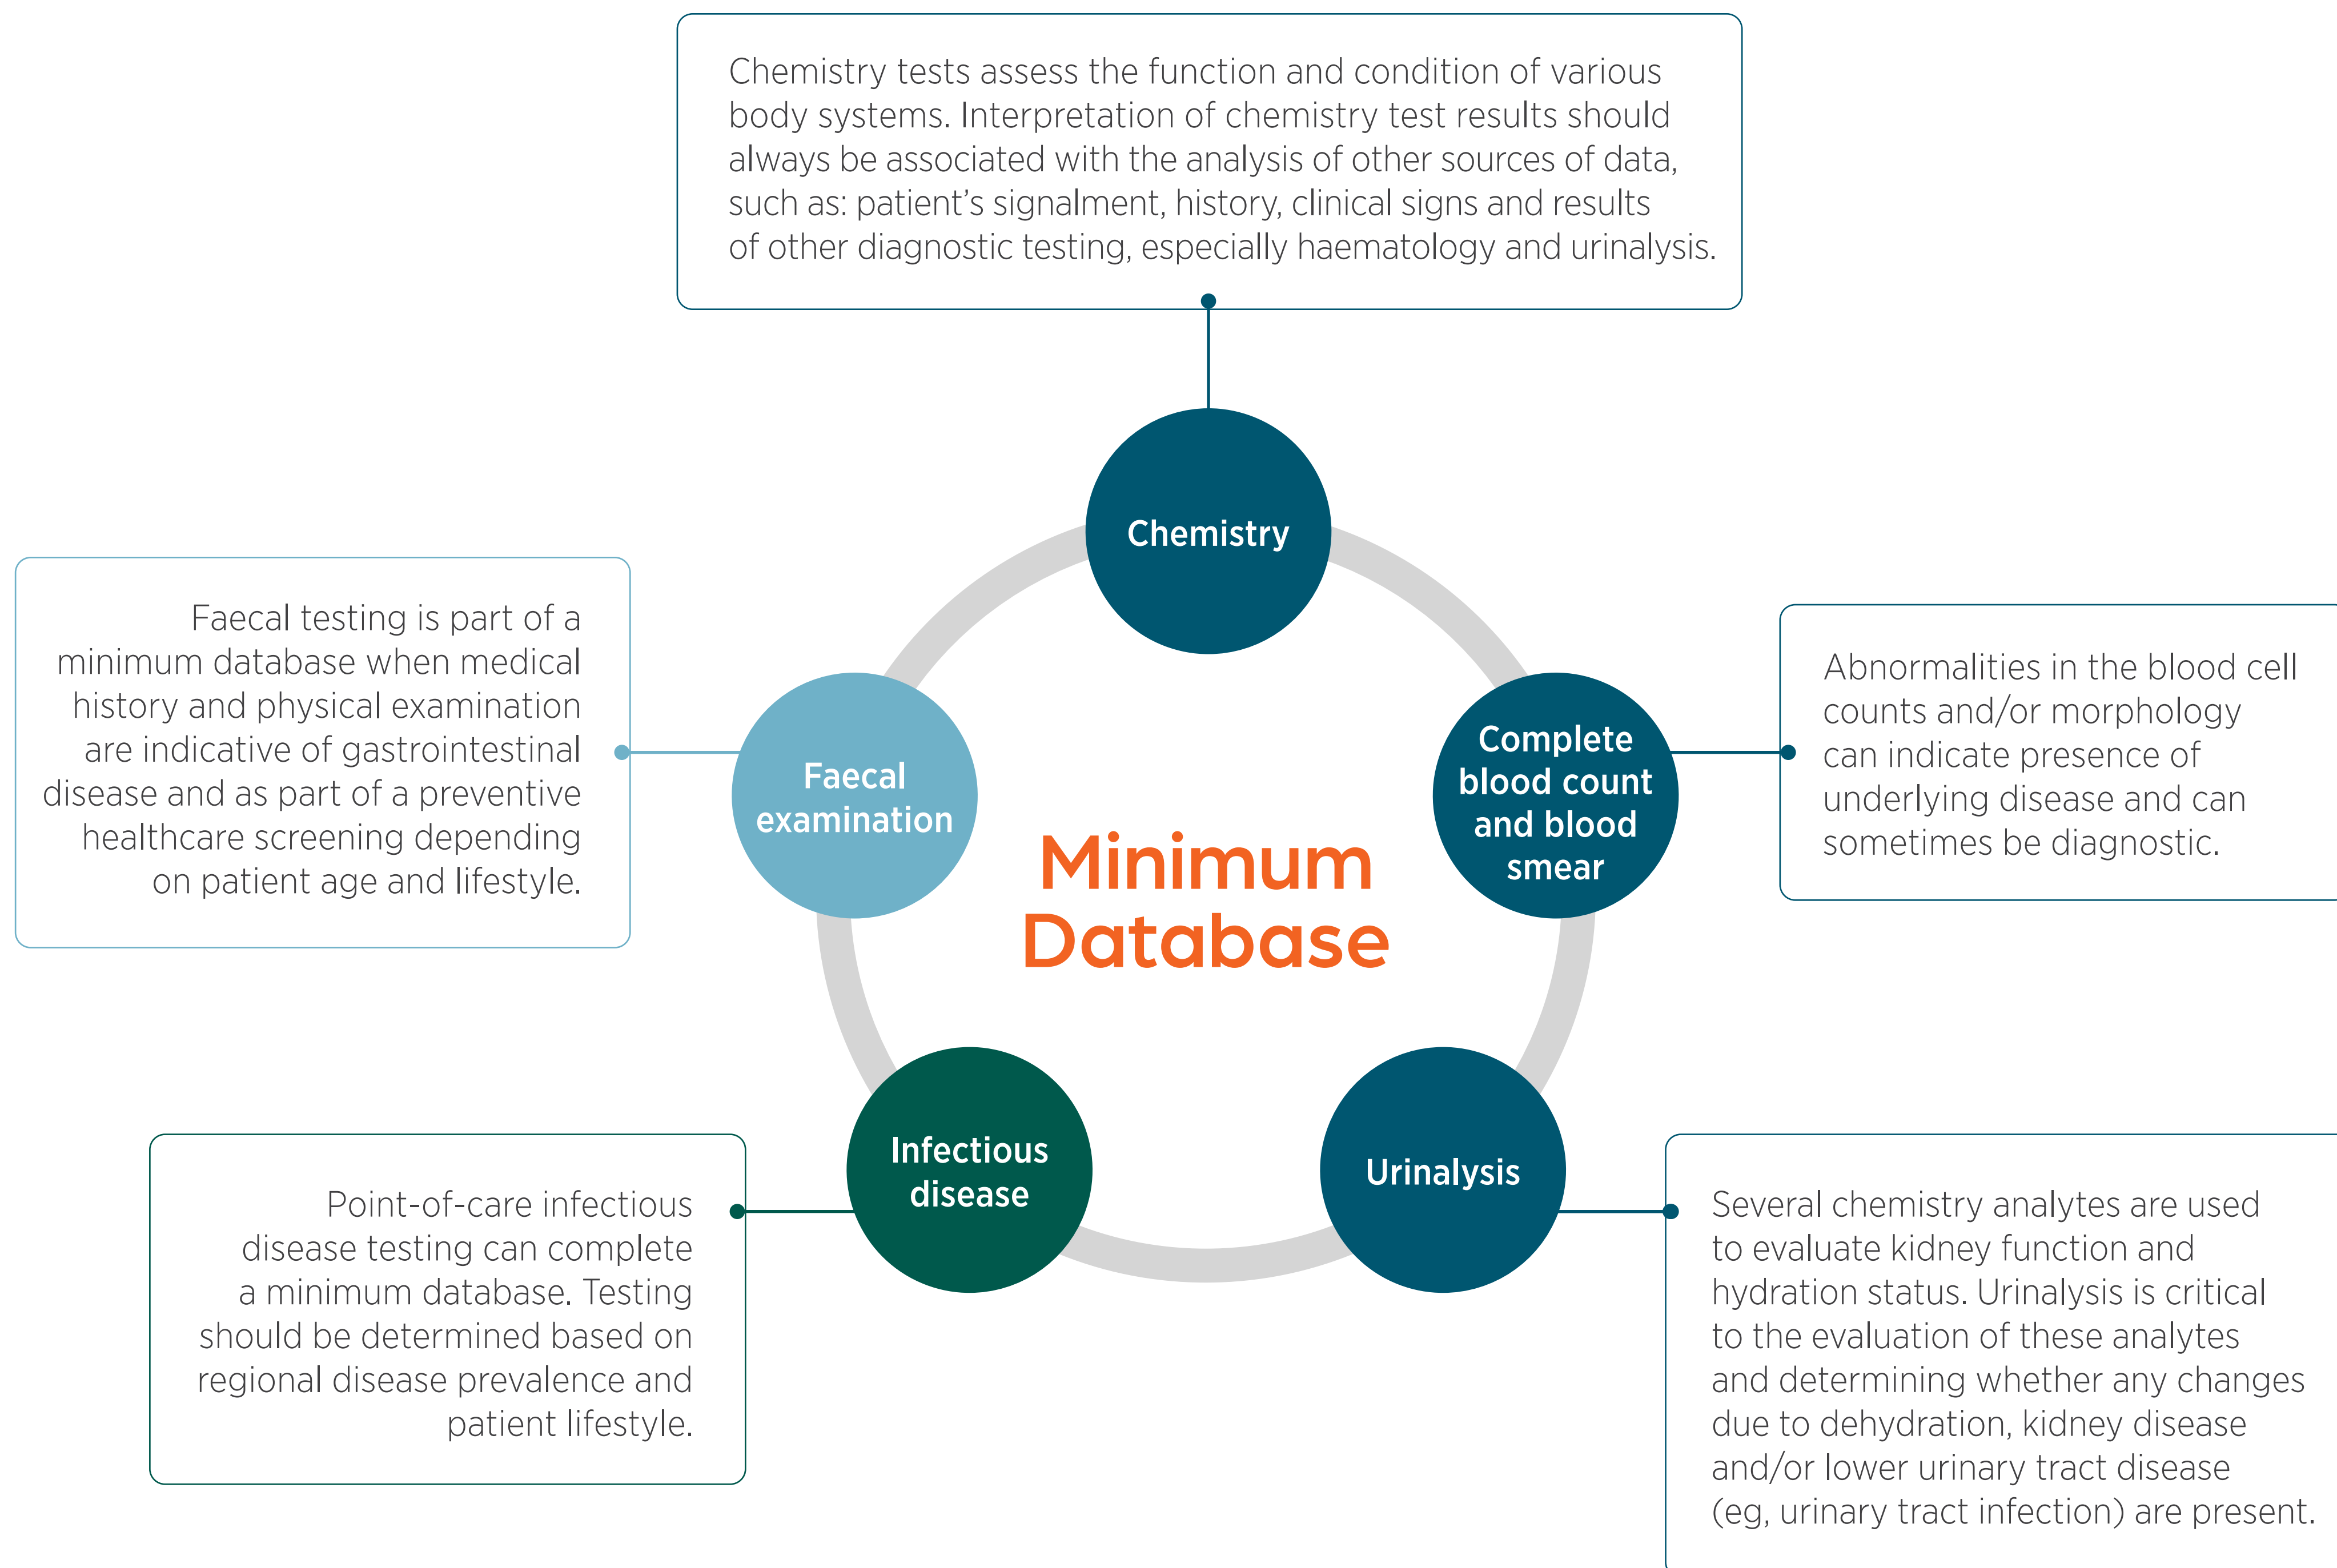 Chemistry tests assess the function and condition of various
body systems. Interpretation of chemistry test results should
always be associated with the analysis of other sources of data,
such as: patient’s signalment, history, clinical signs and results
of other diagnostic testing, especially haematology and urinalysis.
Chemistry
Faecal testing is part of a
minimum database when medical
history and physical examination
are indicative of gastrointestinal
disease and as part of a preventive
healthcare screening depending
on patient age and lifestyle.
Faecal
examination
Minimum
Database
Complete
blood count
and blood
smear
Abnormalities in the blood cell
counts and/or morphology
can indicate presence of
underlying disease and can
sometimes be diagnostic.
Point-of-care infectious
disease testing can complete
a minimum database. Testing
should be determined based on
regional disease prevalence and
patient lifestyle.
Infectious
disease
Urinalysis
Several chemistry analytes are used
to evaluate kidney function and
hydration status. Urinalysis is critical
to the evaluation of these analytes
and determining whether any changes
due to dehydration, kidney disease
and/or lower urinary tract disease
(eg, urinary tract infection) are present.